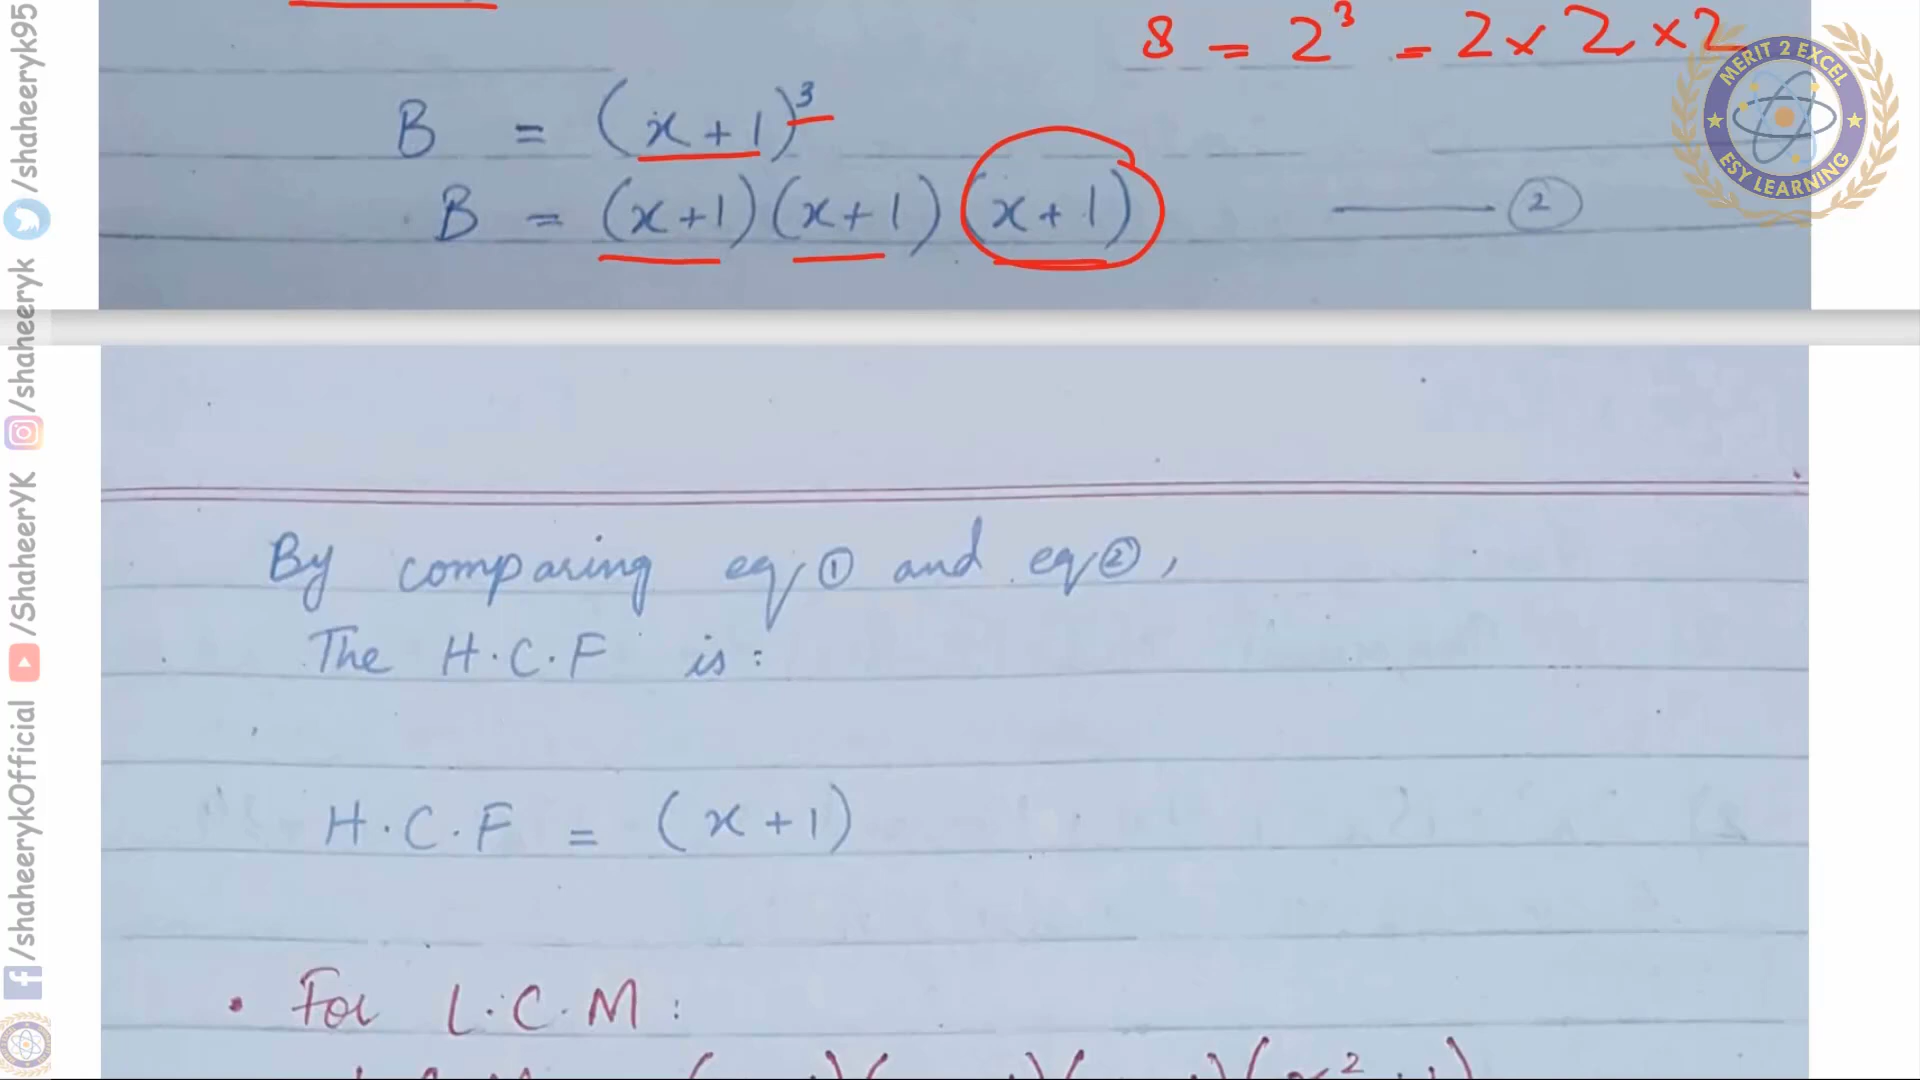 8 = 2³ = 2 × 2 × 2
B = (x+1)³
B = (x+1)(x+1)(x+1) ——— ②
By comparing eq ① and eq ②,
The H.C.F is:
H.C.F = (x+1)
• For L.C.M:
MERIT 2 EXCEL
ESY LEARNING
/shaheerykOfficial /ShaheerYK /shaheeryk /shaheeryk95